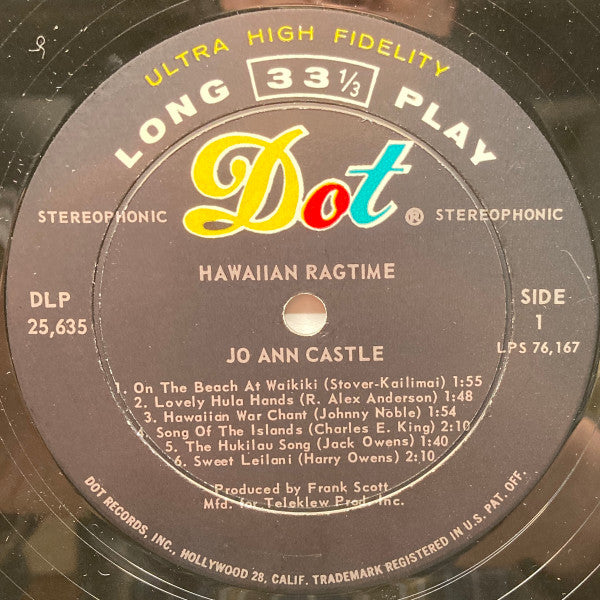 ULTRA HIGH FIDELITY
LONG 33 1/3 PLAY
Dot ®
STEREOPHONIC STEREOPHONIC
HAWAIIAN RAGTIME
DLP
25,635
SIDE
1
LPS 76,167
JO ANN CASTLE
1. On The Beach At Waikiki (Stover-Kailimai) 1:55
2. Lovely Hula Hands (R. Alex Anderson) 1:48
3. Hawaiian War Chant (Johnny Noble) 1:54
Song Of The Islands (Charles E. King) 2:10
5. The Hukilau Song (Jack Owens) 1:40
6. Sweet Leilani (Harry Owens) 2:10
Produced by Frank Scott
Mfd. for Teleklew Prod. Inc.
DOT RECORDS, INC., HOLLYWOOD 28, CALIF. TRADEMARK REGISTERED IN U.S. PAT. OFF.